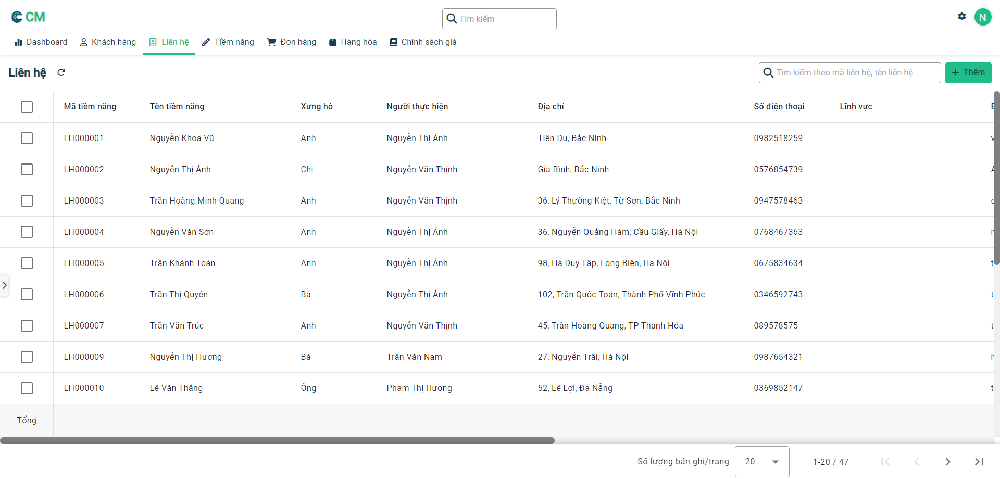 CM
Tìm kiếm
N
Dashboard Khách hàng Liên hệ Tiềm năng Đơn hàng Hàng hóa Chính sách giá
Liên hệ
Tìm kiếm theo mã liên hệ, tên liên hệ
+ Thêm
Mã tiềm năng Tên tiềm năng Xưng hô Người thực hiện Địa chỉ Số điện thoại Lĩnh vực
LH000001 Nguyễn Khoa Vũ Anh Nguyễn Thị Ánh Tiên Du, Bắc Ninh 0982518259
LH000002 Nguyễn Thị Ánh Chị Nguyễn Văn Thịnh Gia Bình, Bắc Ninh 0576854739
LH000003 Trần Hoàng Minh Quang Anh Nguyễn Văn Thịnh 36, Lý Thường Kiệt, Từ Sơn, Bắc Ninh 0947578463
LH000004 Nguyễn Văn Sơn Anh Nguyễn Thị Ánh 36, Nguyễn Quảng Hàm, Cầu Giấy, Hà Nội 0768467363
LH000005 Trần Khánh Toàn Anh Nguyễn Thị Ánh 98, Hà Duy Tập, Long Biên, Hà Nội 0675834634
LH000006 Trần Thị Quyên Bà Nguyễn Thị Ánh 102, Trần Quốc Toản, Thành Phố Vĩnh Phúc 0346592743
LH000007 Trần Văn Trúc Anh Nguyễn Văn Thịnh 45, Trần Hoàng Quang, TP Thanh Hóa 089578575
LH000009 Nguyễn Thị Hương Bà Trần Văn Nam 27, Nguyễn Trãi, Hà Nội 0987654321
LH000010 Lê Văn Thắng Ông Phạm Thị Hương 52, Lê Lợi, Đà Nẵng 0369852147
Tổng - - - - - - - -
Số lượng bản ghi/trang 20 1-20 / 47